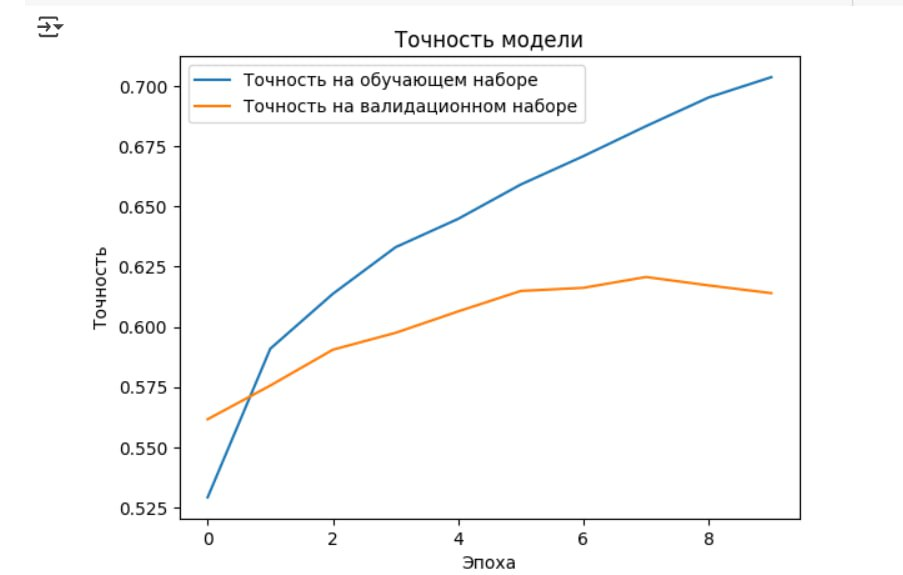 Точность модели
Точность на обучающем наборе
Точность на валидационном наборе
0.700
0.675
0.650
0.625
0.600
0.575
0.550
0.525
Точность
0 2 4 6 8
Эпоха